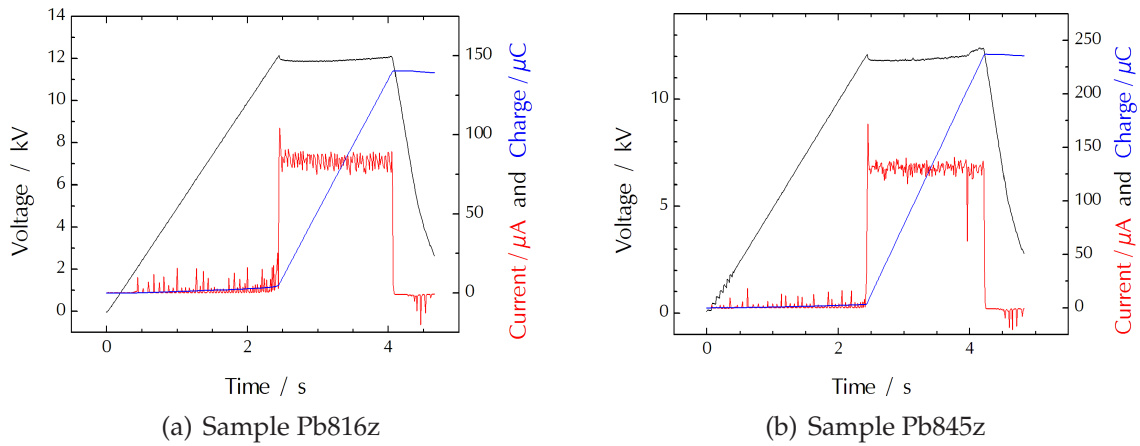 14
12
10
8
6
4
2
0
Voltage / kV
0 2 4
Time / s
150
100
50
0
Current / µA and Charge / µC
(a) Sample Pb816z
10
5
0
Voltage / kV
0 2 4
Time / s
250
200
150
100
50
0
Current / µA and Charge / µC
(b) Sample Pb845z